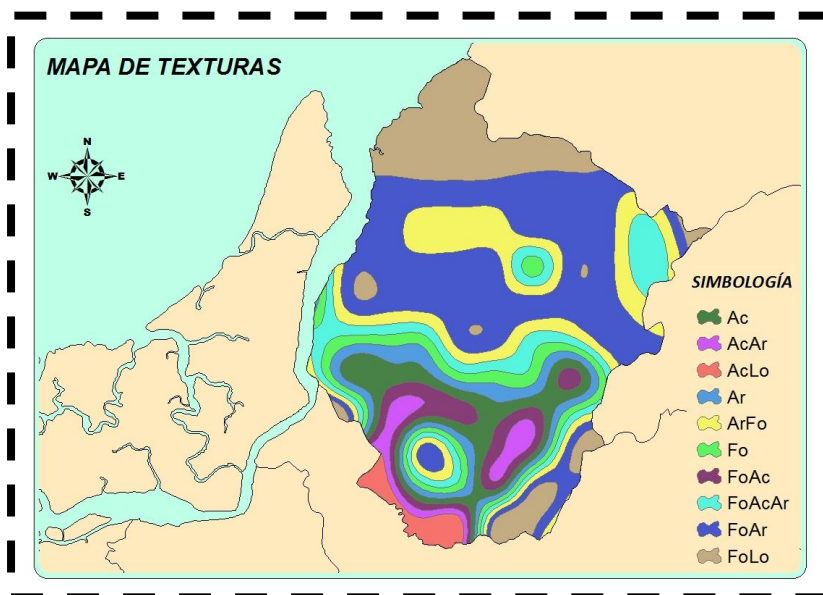 MAPA DE TEXTURAS
N
W E
S
SIMBOLOGÍA
Ac
AcAr
AcLo
Ar
ArFo
Fo
FoAc
FoAcAr
FoAr
FoLo